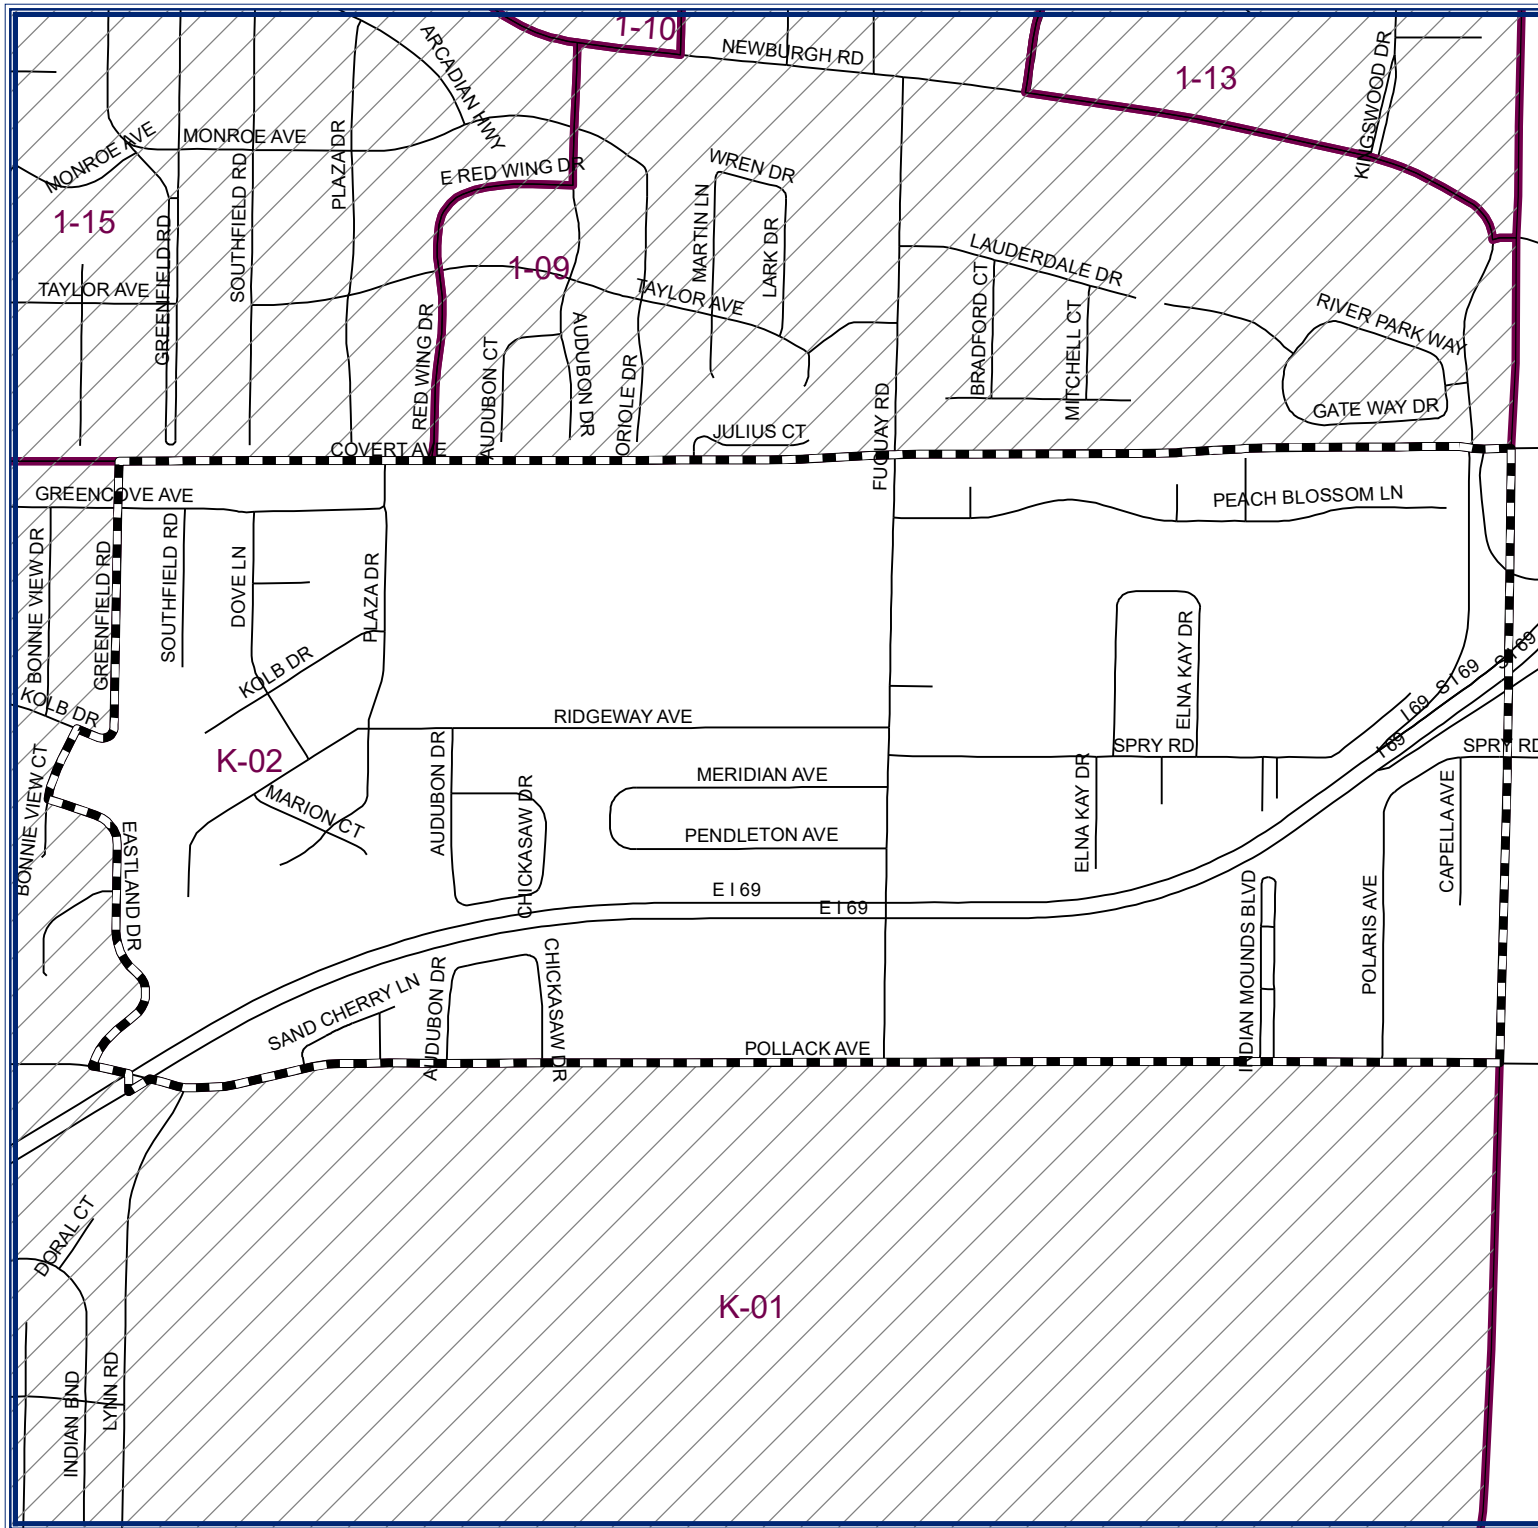 1-10
NEWBURGH RD
ARCADIAN HWY
1-13
KINGSWOOD DR
MONROE AVE
MONROE AVE
PLAZA DR
E RED WING DR
WREN DR
1-15
GREENFIELD RD
SOUTHFIELD RD
MARTIN LN
LARK DR
1-09
LAUDERDALE DR
TAYLOR AVE
TAYLOR AVE
BRADFORD CT
MITCHELL CT
RIVER PARK WAY
RED WING DR
AUDUBON CT
AUDUBON DR
ORIOLE DR
GATE WAY DR
JULIUS CT
FUQUAY RD
COVERT AVE
GREENCOVE AVE
PEACH BLOSSOM LN
BONNIE VIEW DR
GREENFIELD RD
SOUTHFIELD RD
DOVE LN
PLAZA DR
KOLB DR
KOLB DR
ELNA KAY DR
S I 69
S I 69
I 69
I 69
RIDGEWAY AVE
SPRY RD
SPRY RD
K-02
BONNIE VIEW CT
AUDUBON DR
MERIDIAN AVE
MARION CT
CHICKASAW DR
PENDLETON AVE
ELNA KAY DR
CAPELLA AVE
EASTLAND DR
E I 69
E I 69
INDIAN MOUNDS BLVD
POLARIS AVE
SAND CHERRY LN
AUDUBON DR
CHICKASAW DR
POLLACK AVE
DORAL CT
K-01
INDIAN BND
LYNN RD